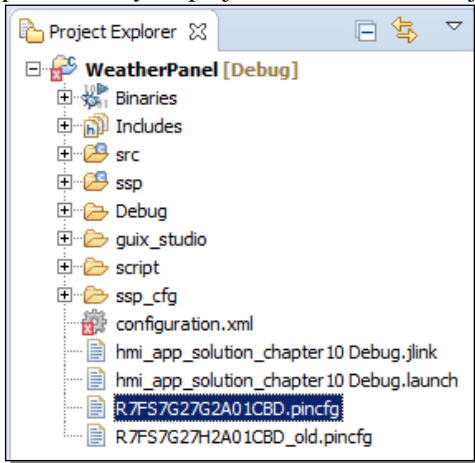 Project Explorer
WeatherPanel [Debug]
Binaries
Includes
src
ssp
Debug
guix_studio
script
ssp_cfg
configuration.xml
hmi_app_solution_chapter10 Debug.jlink
hmi_app_solution_chapter10 Debug.launch
R7FS7G27G2A01CBD.pincfg
R7FS7G27H2A01CBD_old.pincfg